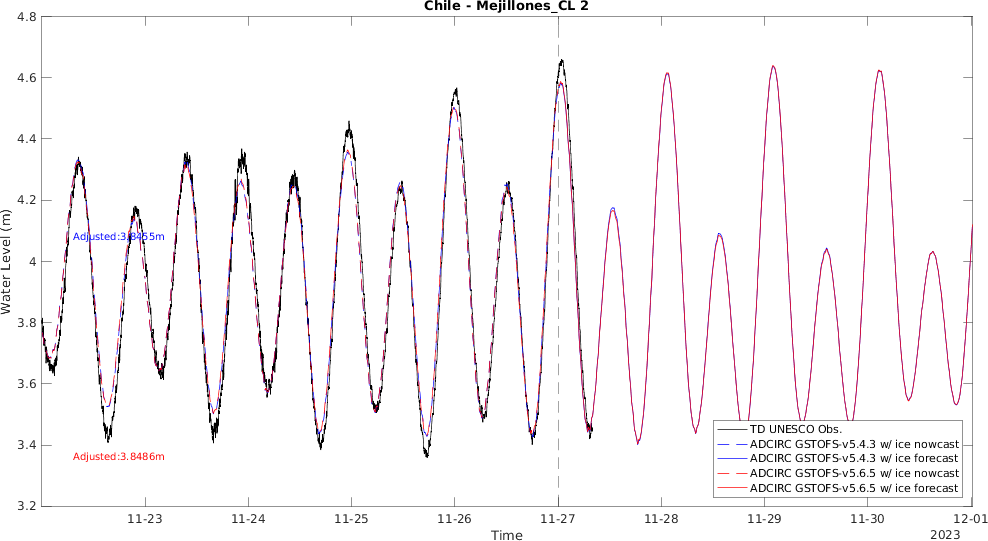 Chile - Mejillones_CL 2
4.8
4.6
4.4
4.2
4
3.8
3.6
3.4
3.2
Water Level (m)
Adjusted:3.8455m
Adjusted:3.8486m
TD UNESCO Obs.
ADCIRC GSTOFS-v5.4.3 w/ ice nowcast
ADCIRC GSTOFS-v5.4.3 w/ ice forecast
ADCIRC GSTOFS-v5.6.5 w/ ice nowcast
ADCIRC GSTOFS-v5.6.5 w/ ice forecast
11-23 11-24 11-25 11-26 11-27 11-28 11-29 11-30 12-01
Time 2023